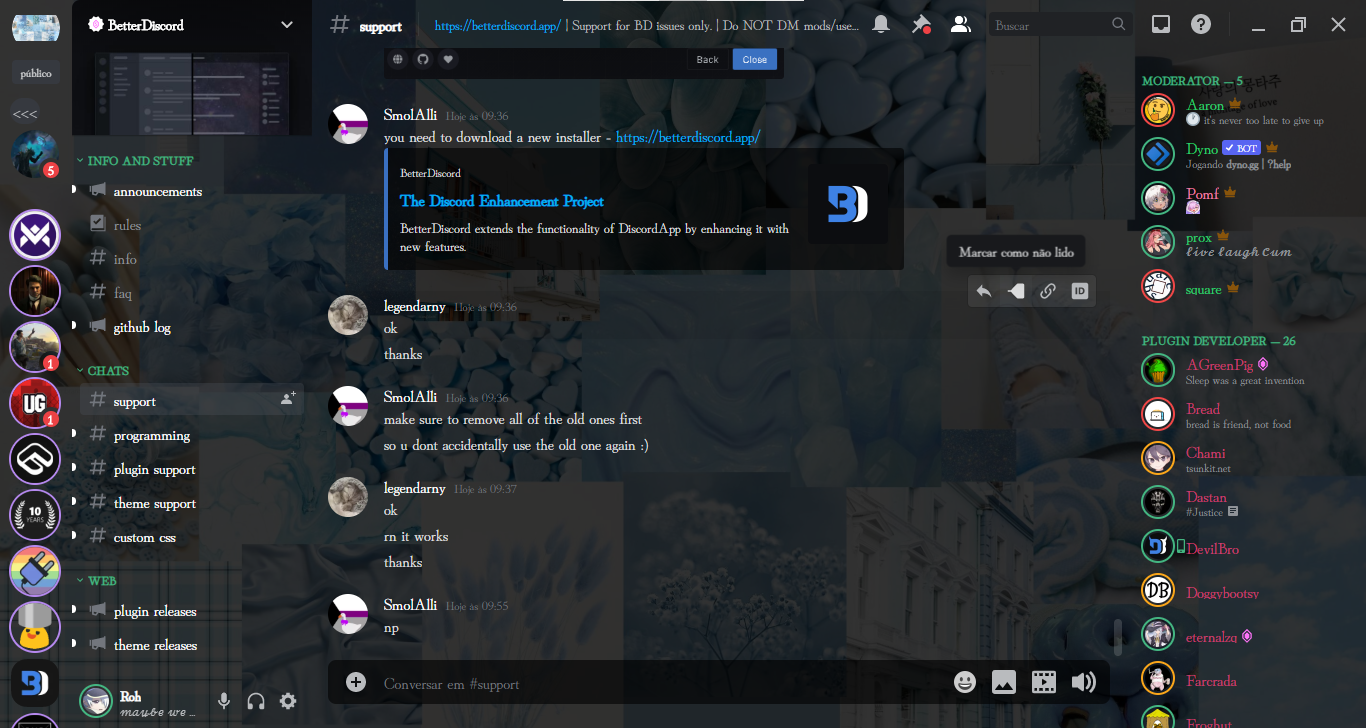 público
<<<
5
1
UG
1
10
YEARS
BetterDiscord
INFO AND STUFF
announcements
rules
info
faq
github log
CHATS
support
programming
plugin support
theme support
custom css
WEB
plugin releases
theme releases
Roh
maybe we ...
support
https://betterdiscord.app/ | Support for BD issues only. | Do NOT DM mods/use...
Buscar
Back
Close
SmolAlli Hoje às 09:36
you need to download a new installer - https://betterdiscord.app/
BetterDiscord
The Discord Enhancement Project
BetterDiscord extends the functionality of DiscordApp by enhancing it with
new features.
Marcar como não lido
ID
legendarny Hoje às 09:36
ok
thanks
SmolAlli Hoje às 09:36
make sure to remove all of the old ones first
so u dont accidentally use the old one again :)
legendarny Hoje às 09:37
ok
rn it works
thanks
SmolAlli Hoje às 09:55
np
Conversar em #support
MODERATOR — 5
Aaron
it's never too late to give up
Dyno BOT
Jogando dyno.gg | ?help
Pomf
prox
live laugh cum
square
PLUGIN DEVELOPER — 26
AGreenPig
Sleep was a great invention
Bread
bread is friend, not food
Chami
tsunkit.net
Dastan
#Justice
DevilBro
DB
Doggybootsy
eternalzq
Farcrada
Froghut